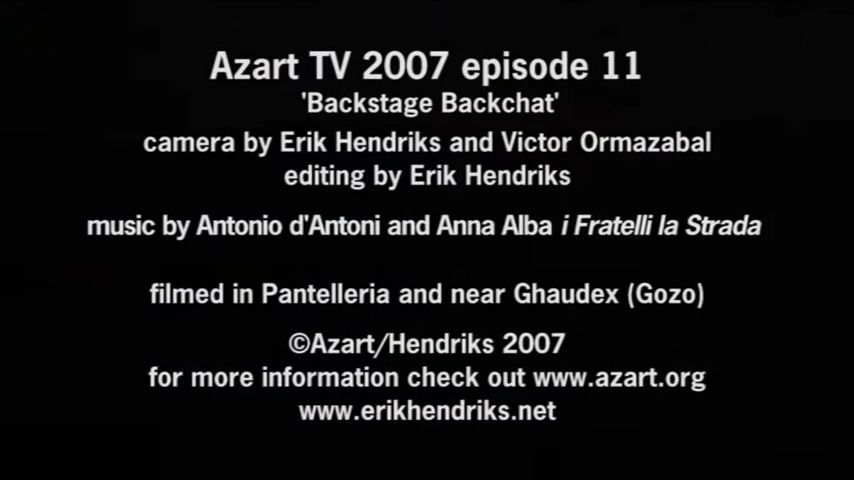 Azart TV 2007 episode 11
'Backstage Backchat'
camera by Erik Hendriks and Victor Ormazabal
editing by Erik Hendriks
music by Antonio d'Antoni and Anna Alba i Fratelli la Strada
filmed in Pantelleria and near Ghaudex (Gozo)
©Azart/Hendriks 2007
for more information check out www.azart.org
www.erikhendriks.net